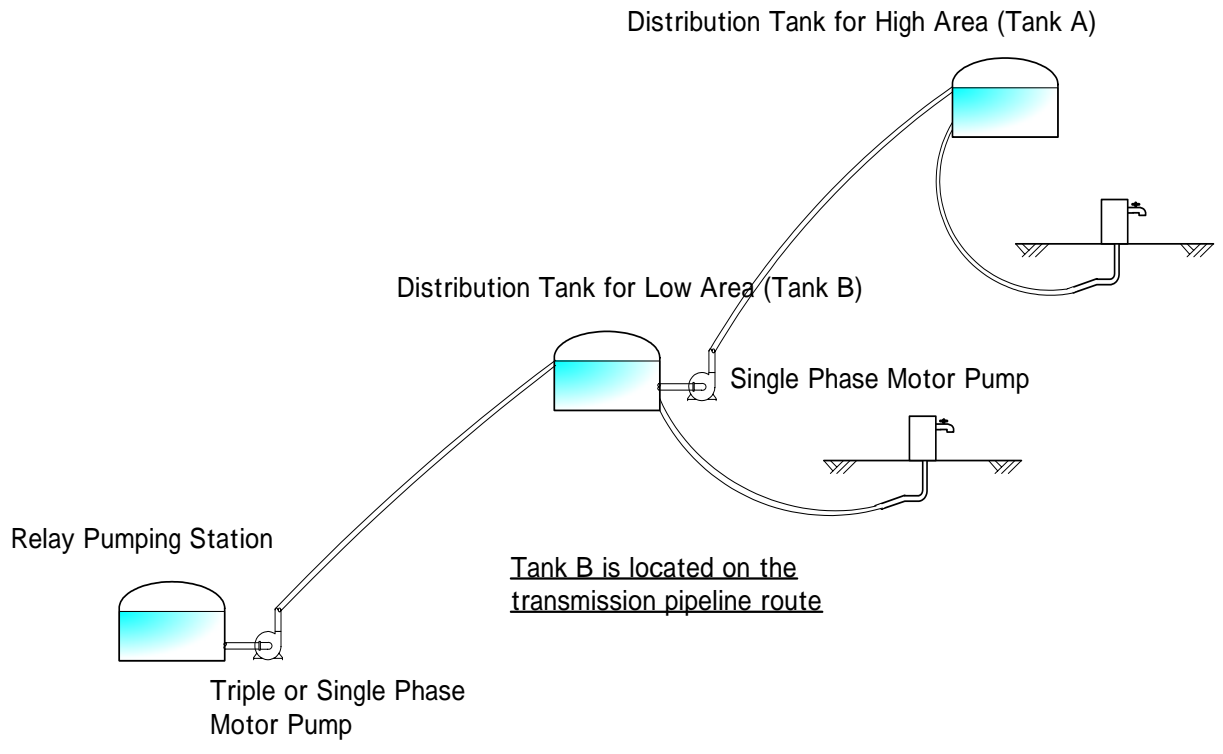 Distribution Tank for High Area (Tank A)
Distribution Tank for Low Area (Tank B)
Single Phase Motor Pump
Relay Pumping Station
Tank B is located on the
transmission pipeline route
Triple or Single Phase
Motor Pump